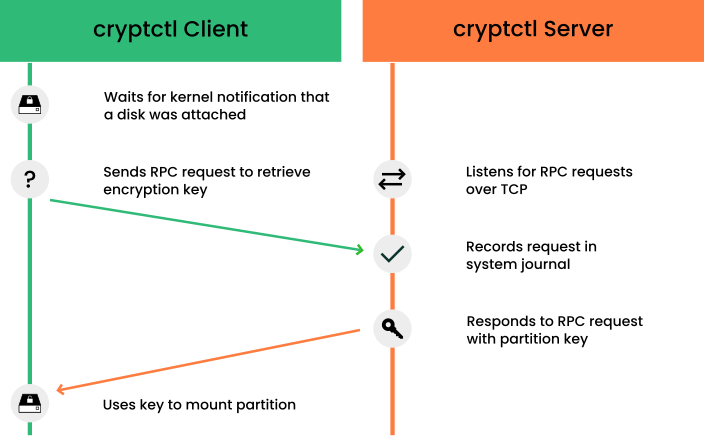 cryptctl Client
cryptctl Server
Waits for kernel notification that
a disk was attached
Sends RPC request to retrieve
encryption key
?
Listens for RPC requests
over TCP
Records request in
system journal
Responds to RPC request
with partition key
Uses key to mount partition